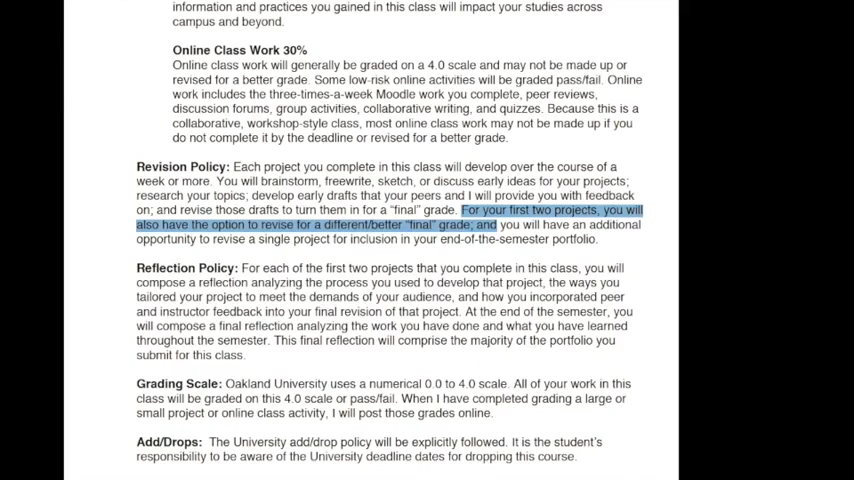 information and practices you gained in this class will impact your studies across
campus and beyond.
Online Class Work 30%
Online class work will generally be graded on a 4.0 scale and may not be made up or
revised for a better grade. Some low-risk online activities will be graded pass/fail. Online
work includes the three-times-a-week Moodle work you complete, peer reviews,
discussion forums, group activities, collaborative writing, and quizzes. Because this is a
collaborative, workshop-style class, most online class work may not be made up if you
do not complete it by the deadline or revised for a better grade.
Revision Policy: Each project you complete in this class will develop over the course of a
week or more. You will brainstorm, freewrite, sketch, or discuss early ideas for your projects;
research your topics; develop early drafts that your peers and I will provide you with feedback
on; and revise those drafts to turn them in for a “final” grade. For your first two projects, you will
also have the option to revise for a different/better “final” grade; and you will have an additional
opportunity to revise a single project for inclusion in your end-of-the-semester portfolio.
Reflection Policy: For each of the first two projects that you complete in this class, you will
compose a reflection analyzing the process you used to develop that project, the ways you
tailored your project to meet the demands of your audience, and how you incorporated peer
and instructor feedback into your final revision of that project. At the end of the semester, you
will compose a final reflection analyzing the work you have done and what you have learned
throughout the semester. This final reflection will comprise the majority of the portfolio you
submit for this class.
Grading Scale: Oakland University uses a numerical 0.0 to 4.0 scale. All of your work in this
class will be graded on this 4.0 scale or pass/fail. When I have completed grading a large or
small project or online class activity, I will post those grades online.
Add/Drops: The University add/drop policy will be explicitly followed. It is the student’s
responsibility to be aware of the University deadline dates for dropping this course.